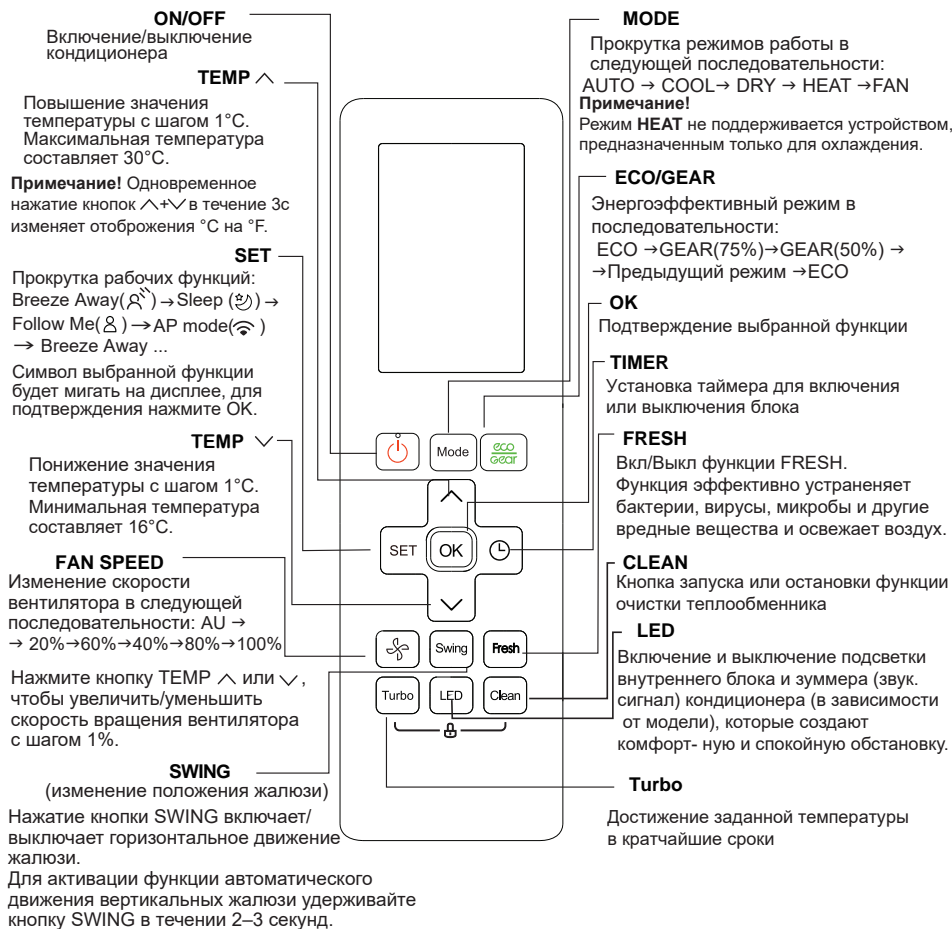 ON/OFF
Включение/выключение
кондиционера
TEMP ︿
Повышение значения
температуры с шагом 1°C.
Максимальная температура
составляет 30°C.
Примечание! Одновременное
нажатие кнопок ︿+﹀ в течение 3с
изменяет отоброжения °C на °F.
SET
Прокрутка рабочих функций:
Breeze Away( ) → Sleep ( ) →
Follow Me( ) → AP mode( )
→ Breeze Away ...
Символ выбранной функции
будет мигать на дисплее, для
подтверждения нажмите OK.
TEMP ﹀
Понижение значения
температуры с шагом 1°C.
Минимальная температура
составляет 16°C.
FAN SPEED
Изменение скорости
вентилятора в следующей
последовательности: AU →
→ 20%→60%→40%→80%→100%
Нажмите кнопку TEMP ︿ или ﹀,
чтобы увеличить/уменьшить
скорость вращения вентилятора
с шагом 1%.
SWING
(изменение положения жалюзи)
Нажатие кнопки SWING включает/
выключает горизонтальное движение
жалюзи.
Для активации функции автоматического
движения вертикальных жалюзи удерживайте
кнопку SWING в течении 2–3 секунд.
Mode
eco
Gear
SET
OK
Swing
Fresh
Turbo
LED
Clean
MODE
Прокрутка режимов работы в
следующей последовательности:
AUTO → COOL→ DRY → HEAT →FAN
Примечание!
Режим HEAT не поддерживается устройством,
предназначенным только для охлаждения.
ECO/GEAR
Энергоэффективный режим в
последовательности:
ECO →GEAR(75%)→GEAR(50%) →
→Предыдущий режим →ECO
OK
Подтверждение выбранной функции
TIMER
Установка таймера для включения
или выключения блока
FRESH
Вкл/Выкл функции FRESH.
Функция эффективно устраненяет
бактерии, вирусы, микробы и другие
вредные вещества и освежает воздух.
CLEAN
Кнопка запуска или остановки функции
очистки теплообменника
LED
Включение и выключение подсветки
внутреннего блока и зуммера (звук.
сигнал) кондиционера (в зависимости
от модели), которые создают
комфорт- ную и спокойную обстановку.
Turbo
Достижение заданной температуры
в кратчайшие сроки